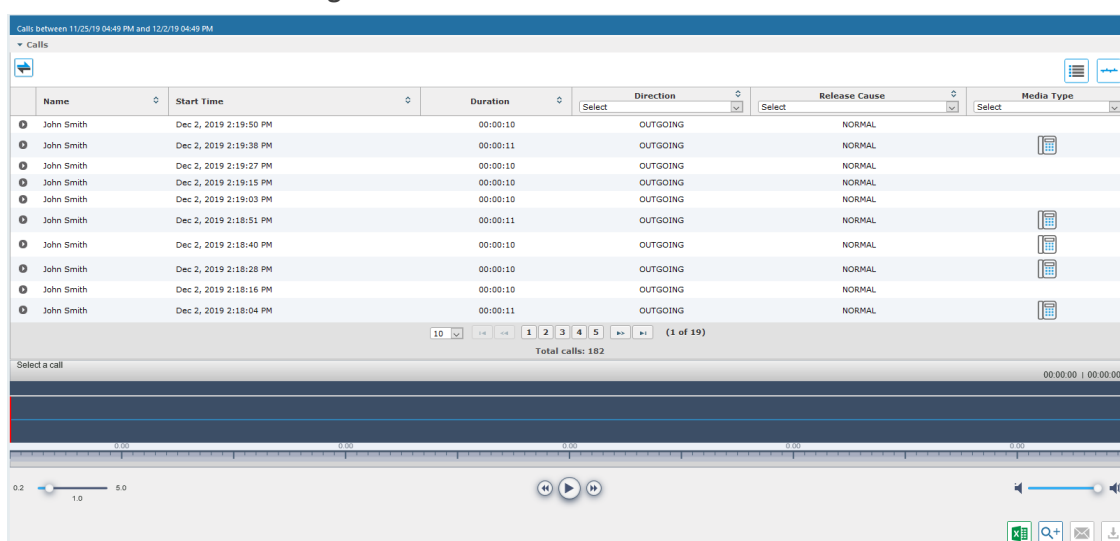 Calls between 11/25/19 04:49 PM and 12/2/19 04:49 PM
Calls
Name Start Time Duration Direction Release Cause Media Type
Select Select Select
John Smith Dec 2, 2019 2:19:50 PM 00:00:10 OUTGOING NORMAL
John Smith Dec 2, 2019 2:19:38 PM 00:00:11 OUTGOING NORMAL
John Smith Dec 2, 2019 2:19:27 PM 00:00:10 OUTGOING NORMAL
John Smith Dec 2, 2019 2:19:15 PM 00:00:10 OUTGOING NORMAL
John Smith Dec 2, 2019 2:19:03 PM 00:00:10 OUTGOING NORMAL
John Smith Dec 2, 2019 2:18:51 PM 00:00:11 OUTGOING NORMAL
John Smith Dec 2, 2019 2:18:40 PM 00:00:10 OUTGOING NORMAL
John Smith Dec 2, 2019 2:18:28 PM 00:00:10 OUTGOING NORMAL
John Smith Dec 2, 2019 2:18:16 PM 00:00:10 OUTGOING NORMAL
John Smith Dec 2, 2019 2:18:04 PM 00:00:11 OUTGOING NORMAL
10 1 2 3 4 5 (1 of 19)
Total calls: 182
Select a call
00:00:00 | 00:00:00
0.00 0.00 0.00 0.00 0.00
0.2 5.0
1.0